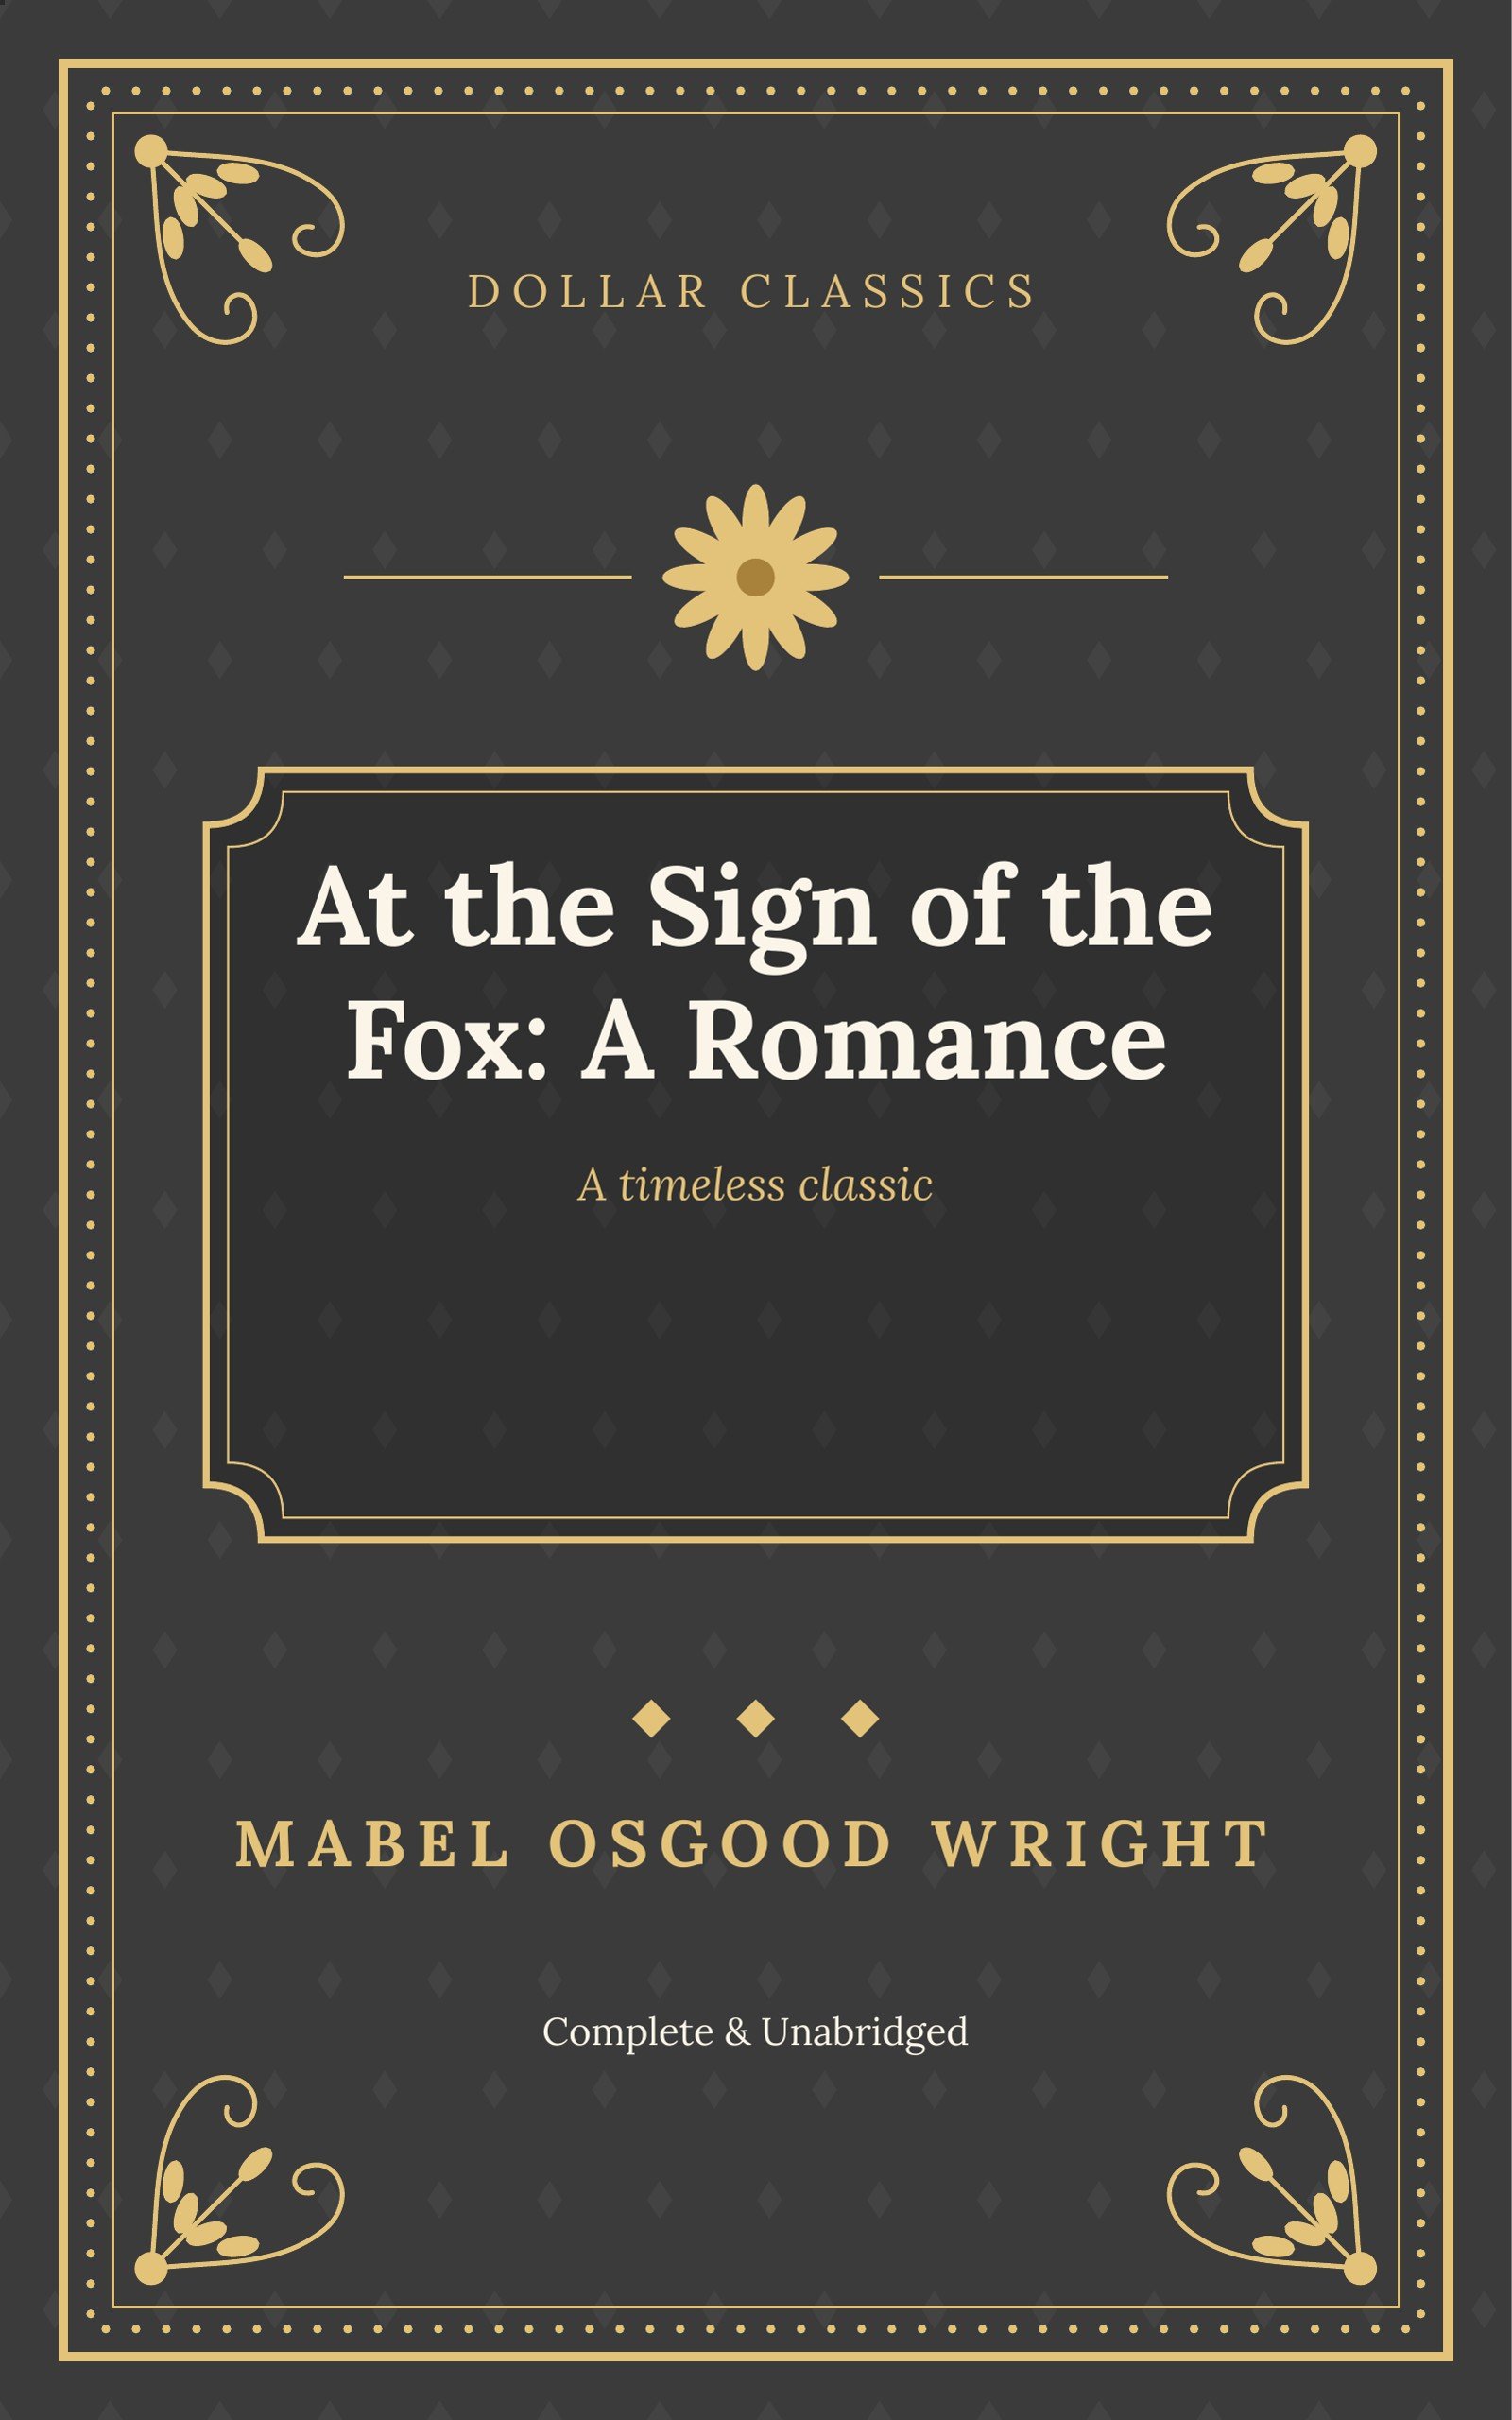 DOLLAR CLASSICS
At the Sign of the
Fox: A Romance
A timeless classic
MABEL OSGOOD WRIGHT
Complete & Unabridged